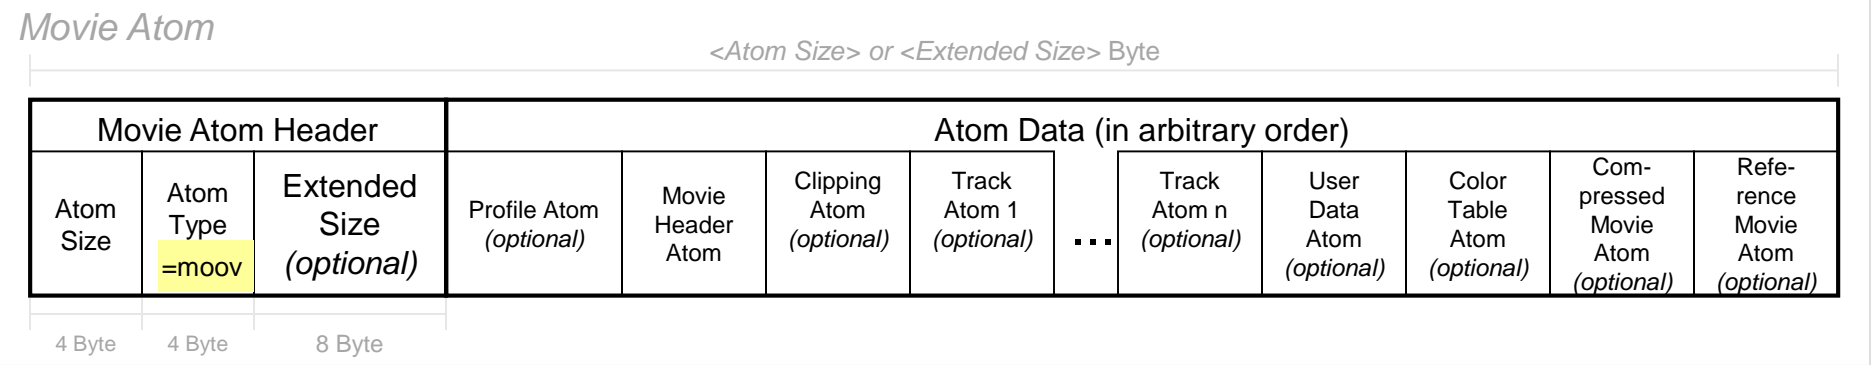 Movie Atom
<Atom Size> or <Extended Size> Byte
Movie Atom Header
Atom Data (in arbitrary order)
Atom
Size
Atom
Type
=moov
Extended
Size
(optional)
Profile Atom
(optional)
Movie
Header
Atom
Clipping
Atom
(optional)
Track
Atom 1
(optional)
...
Track
Atom n
(optional)
User
Data
Atom
(optional)
Color
Table
Atom
(optional)
Com-
pressed
Movie
Atom
(optional)
Refe-
rence
Movie
Atom
(optional)
4 Byte
4 Byte
8 Byte